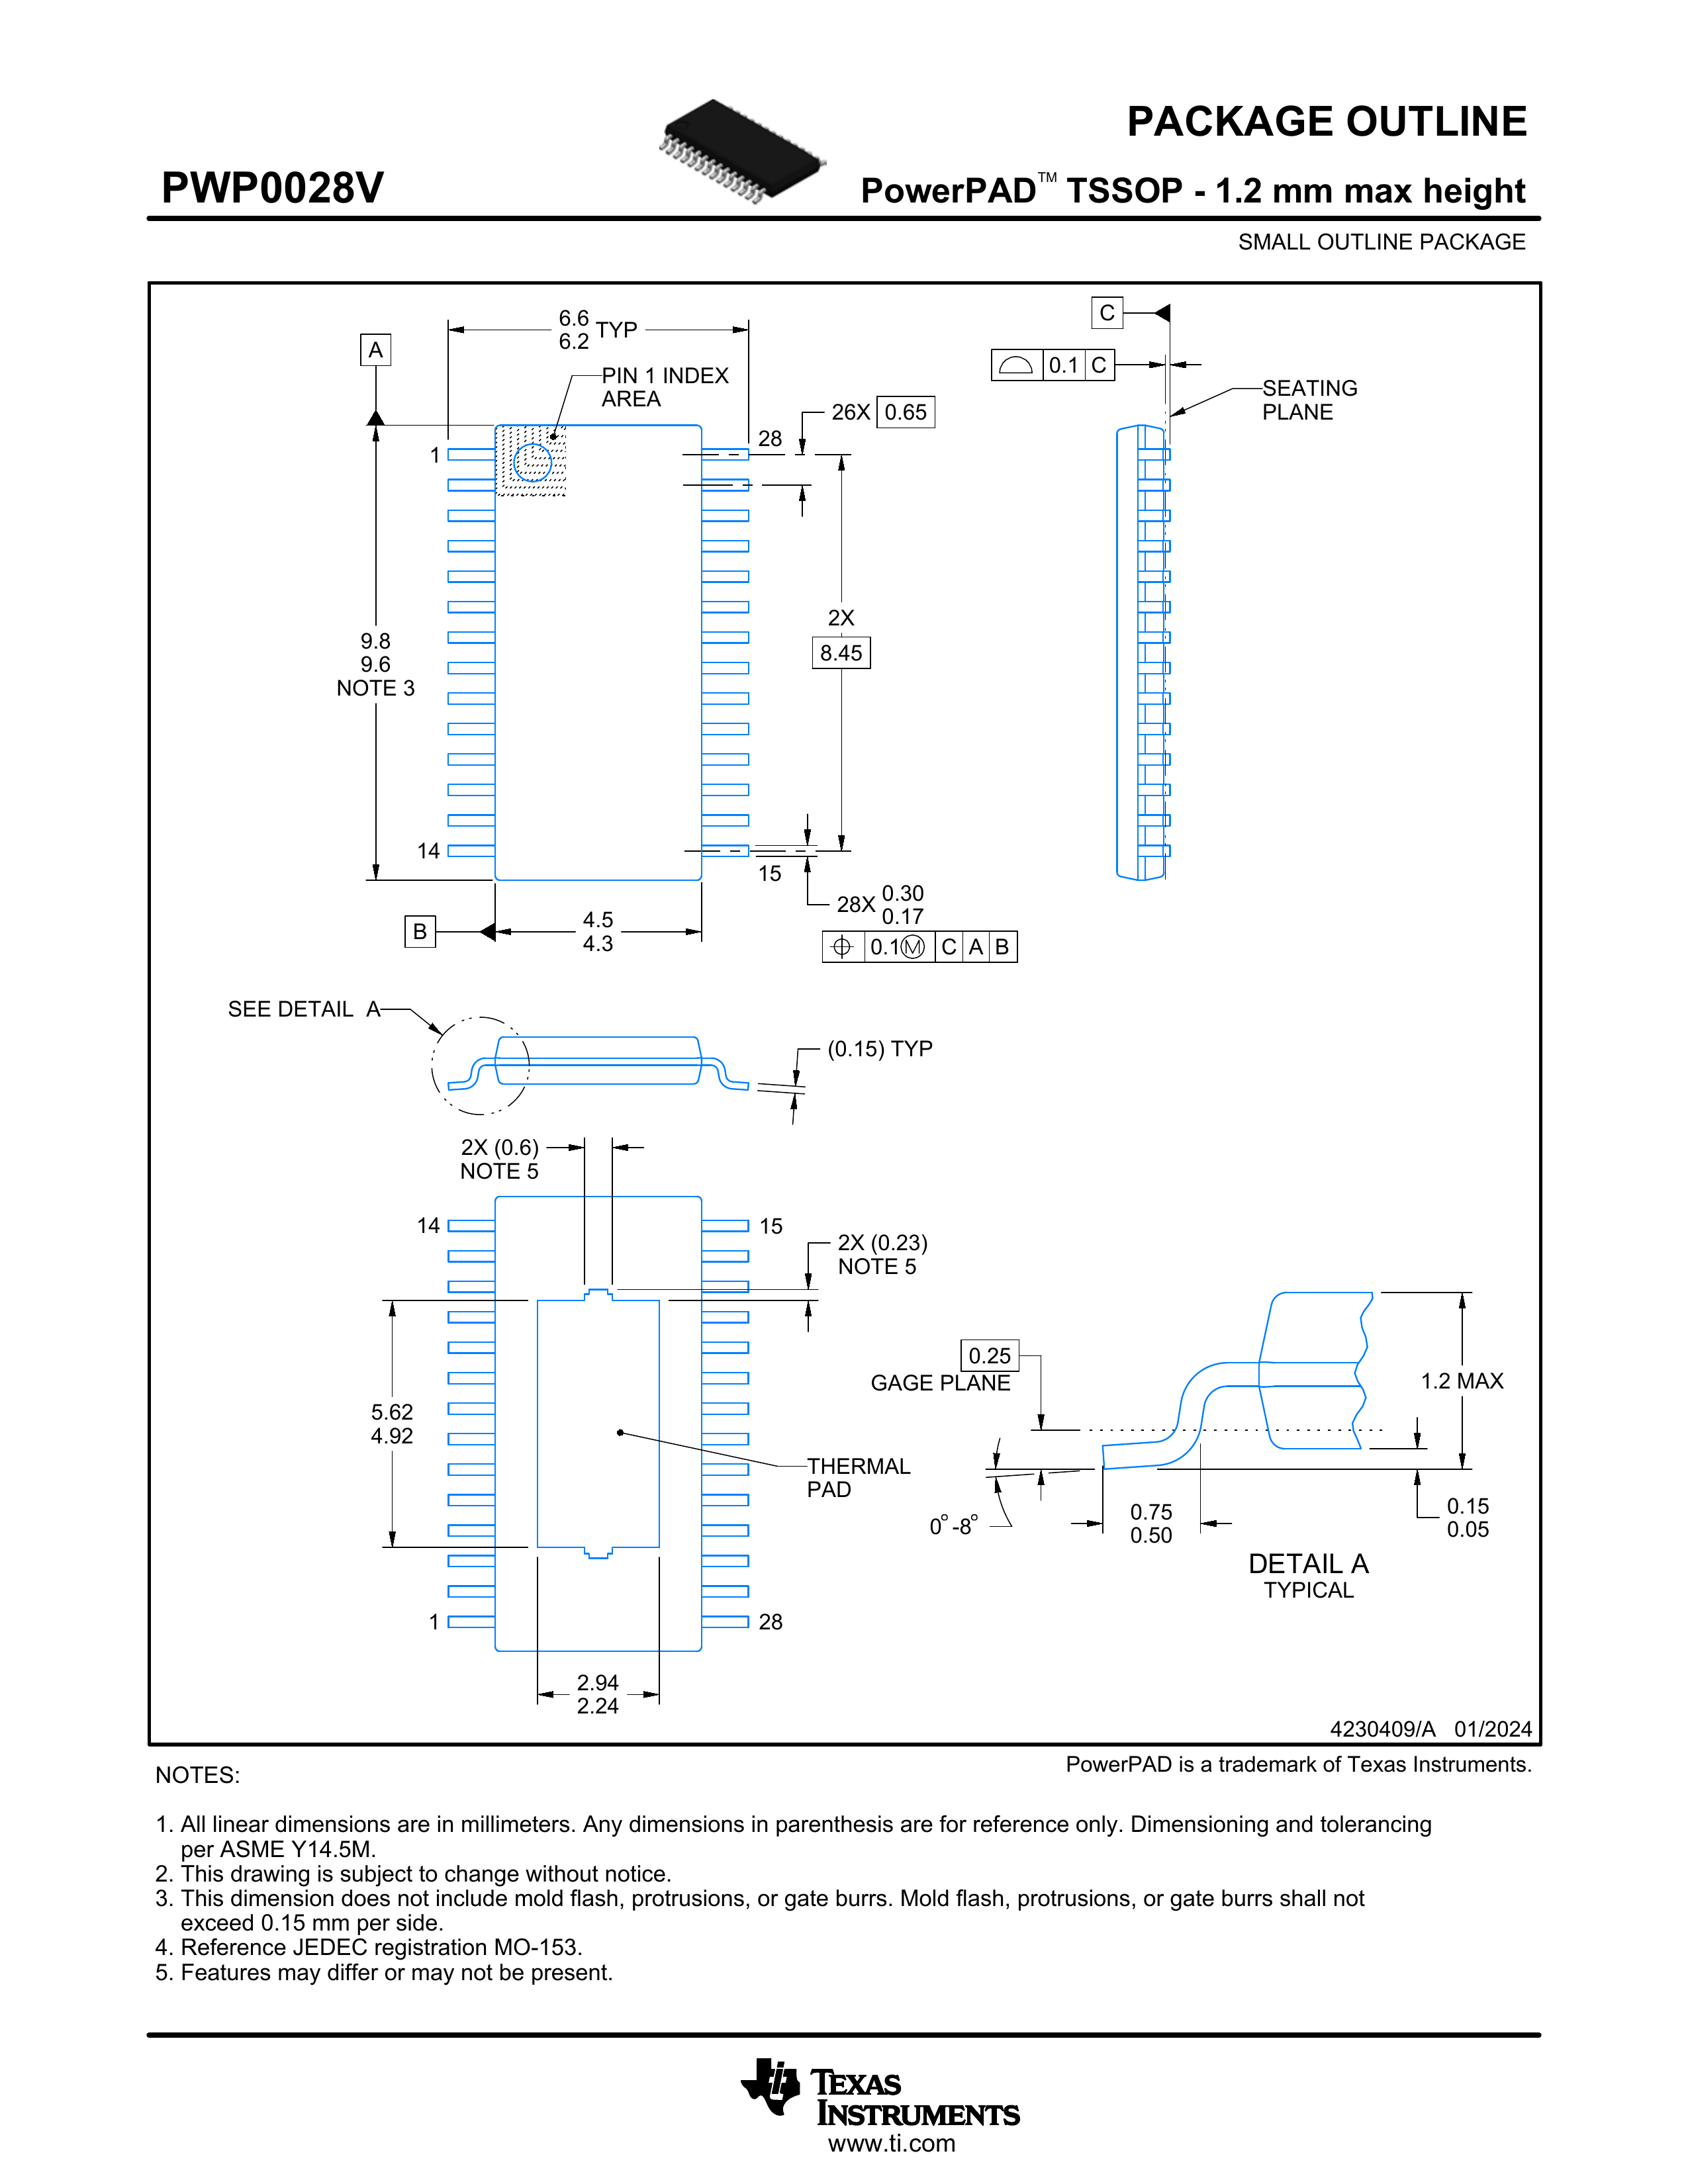 PACKAGE OUTLINE
PWP0028V
PowerPAD™ TSSOP - 1.2 mm max height
SMALL OUTLINE PACKAGE
C
6.6
6.2
TYP
A
0.1 C
PIN 1 INDEX
AREA
SEATING
PLANE
26X 0.65
28
1
2X
8.45
9.8
9.6
NOTE 3
14
15
28X 0.30
0.17
4.5
4.3
B
⌖ 0.1Ⓜ C A B
SEE DETAIL A
(0.15) TYP
2X (0.6)
NOTE 5
14
15
2X (0.23)
NOTE 5
0.25
GAGE PLANE
1.2 MAX
5.62
4.92
THERMAL
PAD
0°-8°
0.75
0.50
0.15
0.05
DETAIL A
TYPICAL
1
28
2.94
2.24
4230409/A 01/2024
PowerPAD is a trademark of Texas Instruments.
NOTES:
1. All linear dimensions are in millimeters. Any dimensions in parenthesis are for reference only. Dimensioning and tolerancing
per ASME Y14.5M.
2. This drawing is subject to change without notice.
3. This dimension does not include mold flash, protrusions, or gate burrs. Mold flash, protrusions, or gate burrs shall not
exceed 0.15 mm per side.
4. Reference JEDEC registration MO-153.
5. Features may differ or may not be present.
TEXAS
INSTRUMENTS
www.ti.com